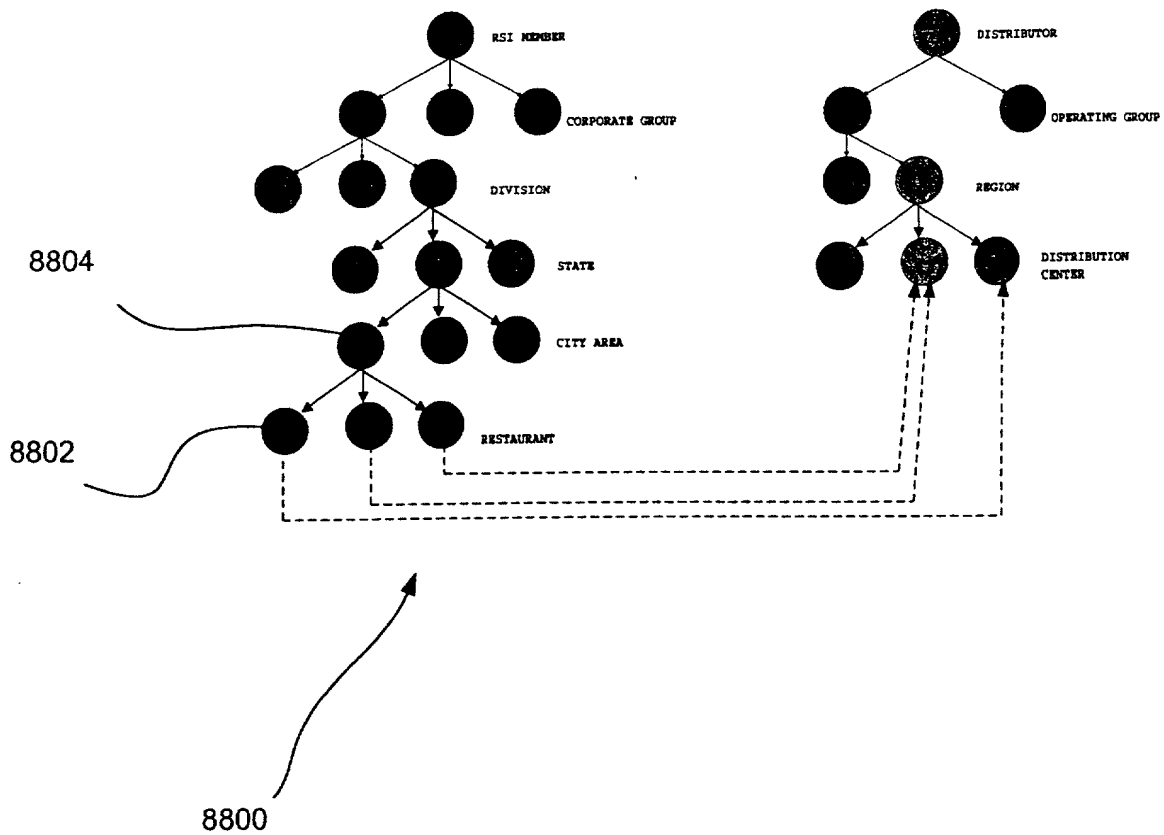 RSI MEMBER
DISTRIBUTOR
CORPORATE GROUP
OPERATING GROUP
DIVISION
REGION
8804
STATE
DISTRIBUTION
CENTER
CITY AREA
8802
RESTAURANT
8800